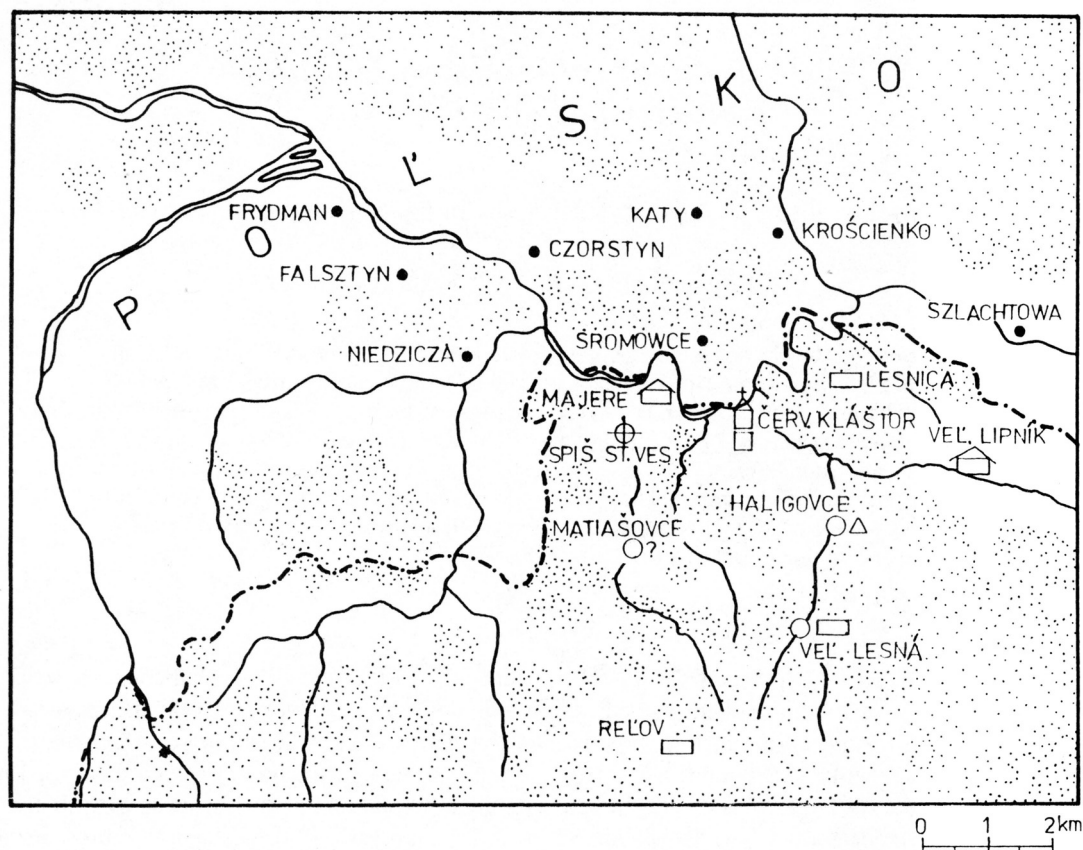 P O Ľ S K O
FRYDMAN
KATY
KROŚCIENKO
CZORSTYN
FALSZTYN
SZLACHTOWA
NIEDZICZA
ŚROMOWCE
LESNICA
MAJERE
ČERV. KLÁŠTOR
VEĽ. LIPNÍK
SPIŠ. ST. VES
HALIGOVCE
MATIAŠOVCE
?
VEĽ. LESNÁ
REĽOV
0 1 2km